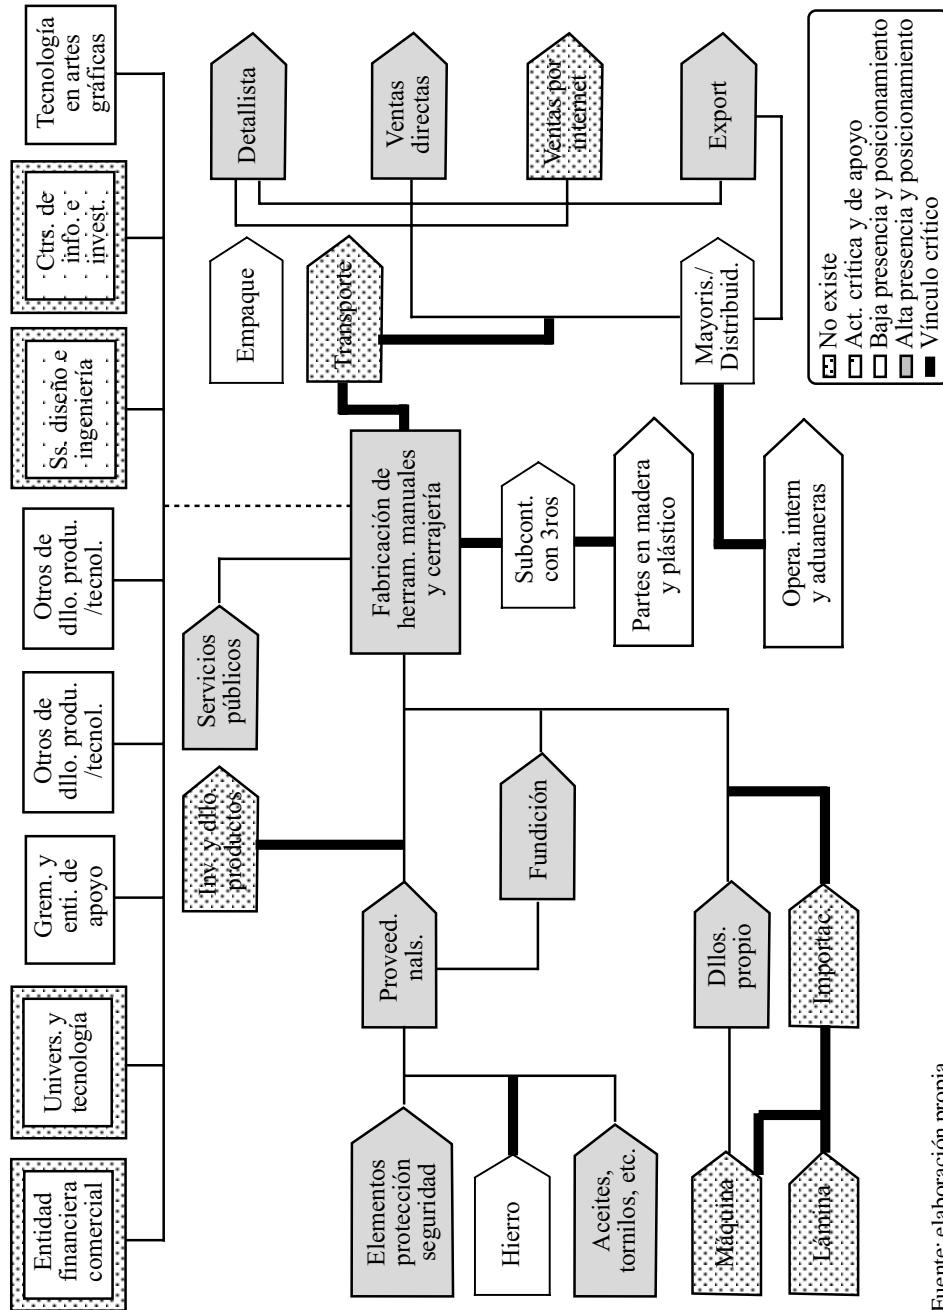 Entidad
financiera
comercial
Univers. y
tecnología
Grem. y
enti. de
apoyo
Otros de
dllo. produ.
/tecnol.
Otros de
dllo. produ.
/tecnol.
Ss. diseño e
ingeniería
Ctrs. de
info. e
invest.
Tecnología
en artes
gráficas
Inv. y dllo.
productos
Servicios
públicos
Empaque
Detallista
Elementos
protección
seguridad
Proveed.
nals.
Fabricación de
herram. manuales
y cerrajería
Transporte
Ventas
directas
Hierro
Fundición
Subcont.
con 3ros
Ventas por
internet
Aceites,
tornilos, etc.
Partes en madera
y plástico
Máquina
Dllos.
propio
Mayoris./
Distribuid.
Export
Lámina
Importac.
Opera. intern
y aduaneras
No existe
Act. crítica y de apoyo
Baja presencia y posicionamiento
Alta presencia y posicionamiento
Vínculo crítico
Fuente: elaboración propia